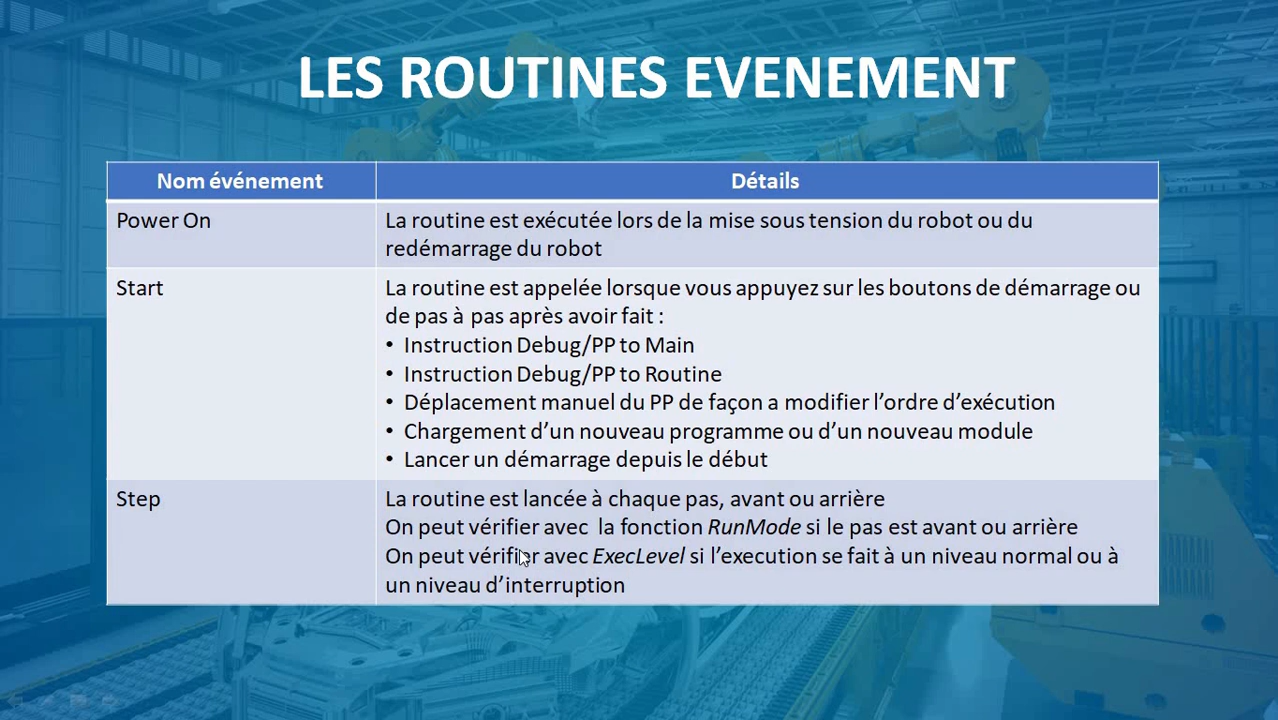 LES ROUTINES EVENEMENT
Nom événement
Détails
Power On
La routine est exécutée lors de la mise sous tension du robot ou du
redémarrage du robot
Start
La routine est appelée lorsque vous appuyez sur les boutons de démarrage ou
de pas à pas après avoir fait :
• Instruction Debug/PP to Main
• Instruction Debug/PP to Routine
• Déplacement manuel du PP de façon a modifier l’ordre d’exécution
• Chargement d’un nouveau programme ou d’un nouveau module
• Lancer un démarrage depuis le début
Step
La routine est lancée à chaque pas, avant ou arrière
On peut vérifier avec la fonction RunMode si le pas est avant ou arrière
On peut vérifier avec ExecLevel si l’execution se fait à un niveau normal ou à
un niveau d’interruption